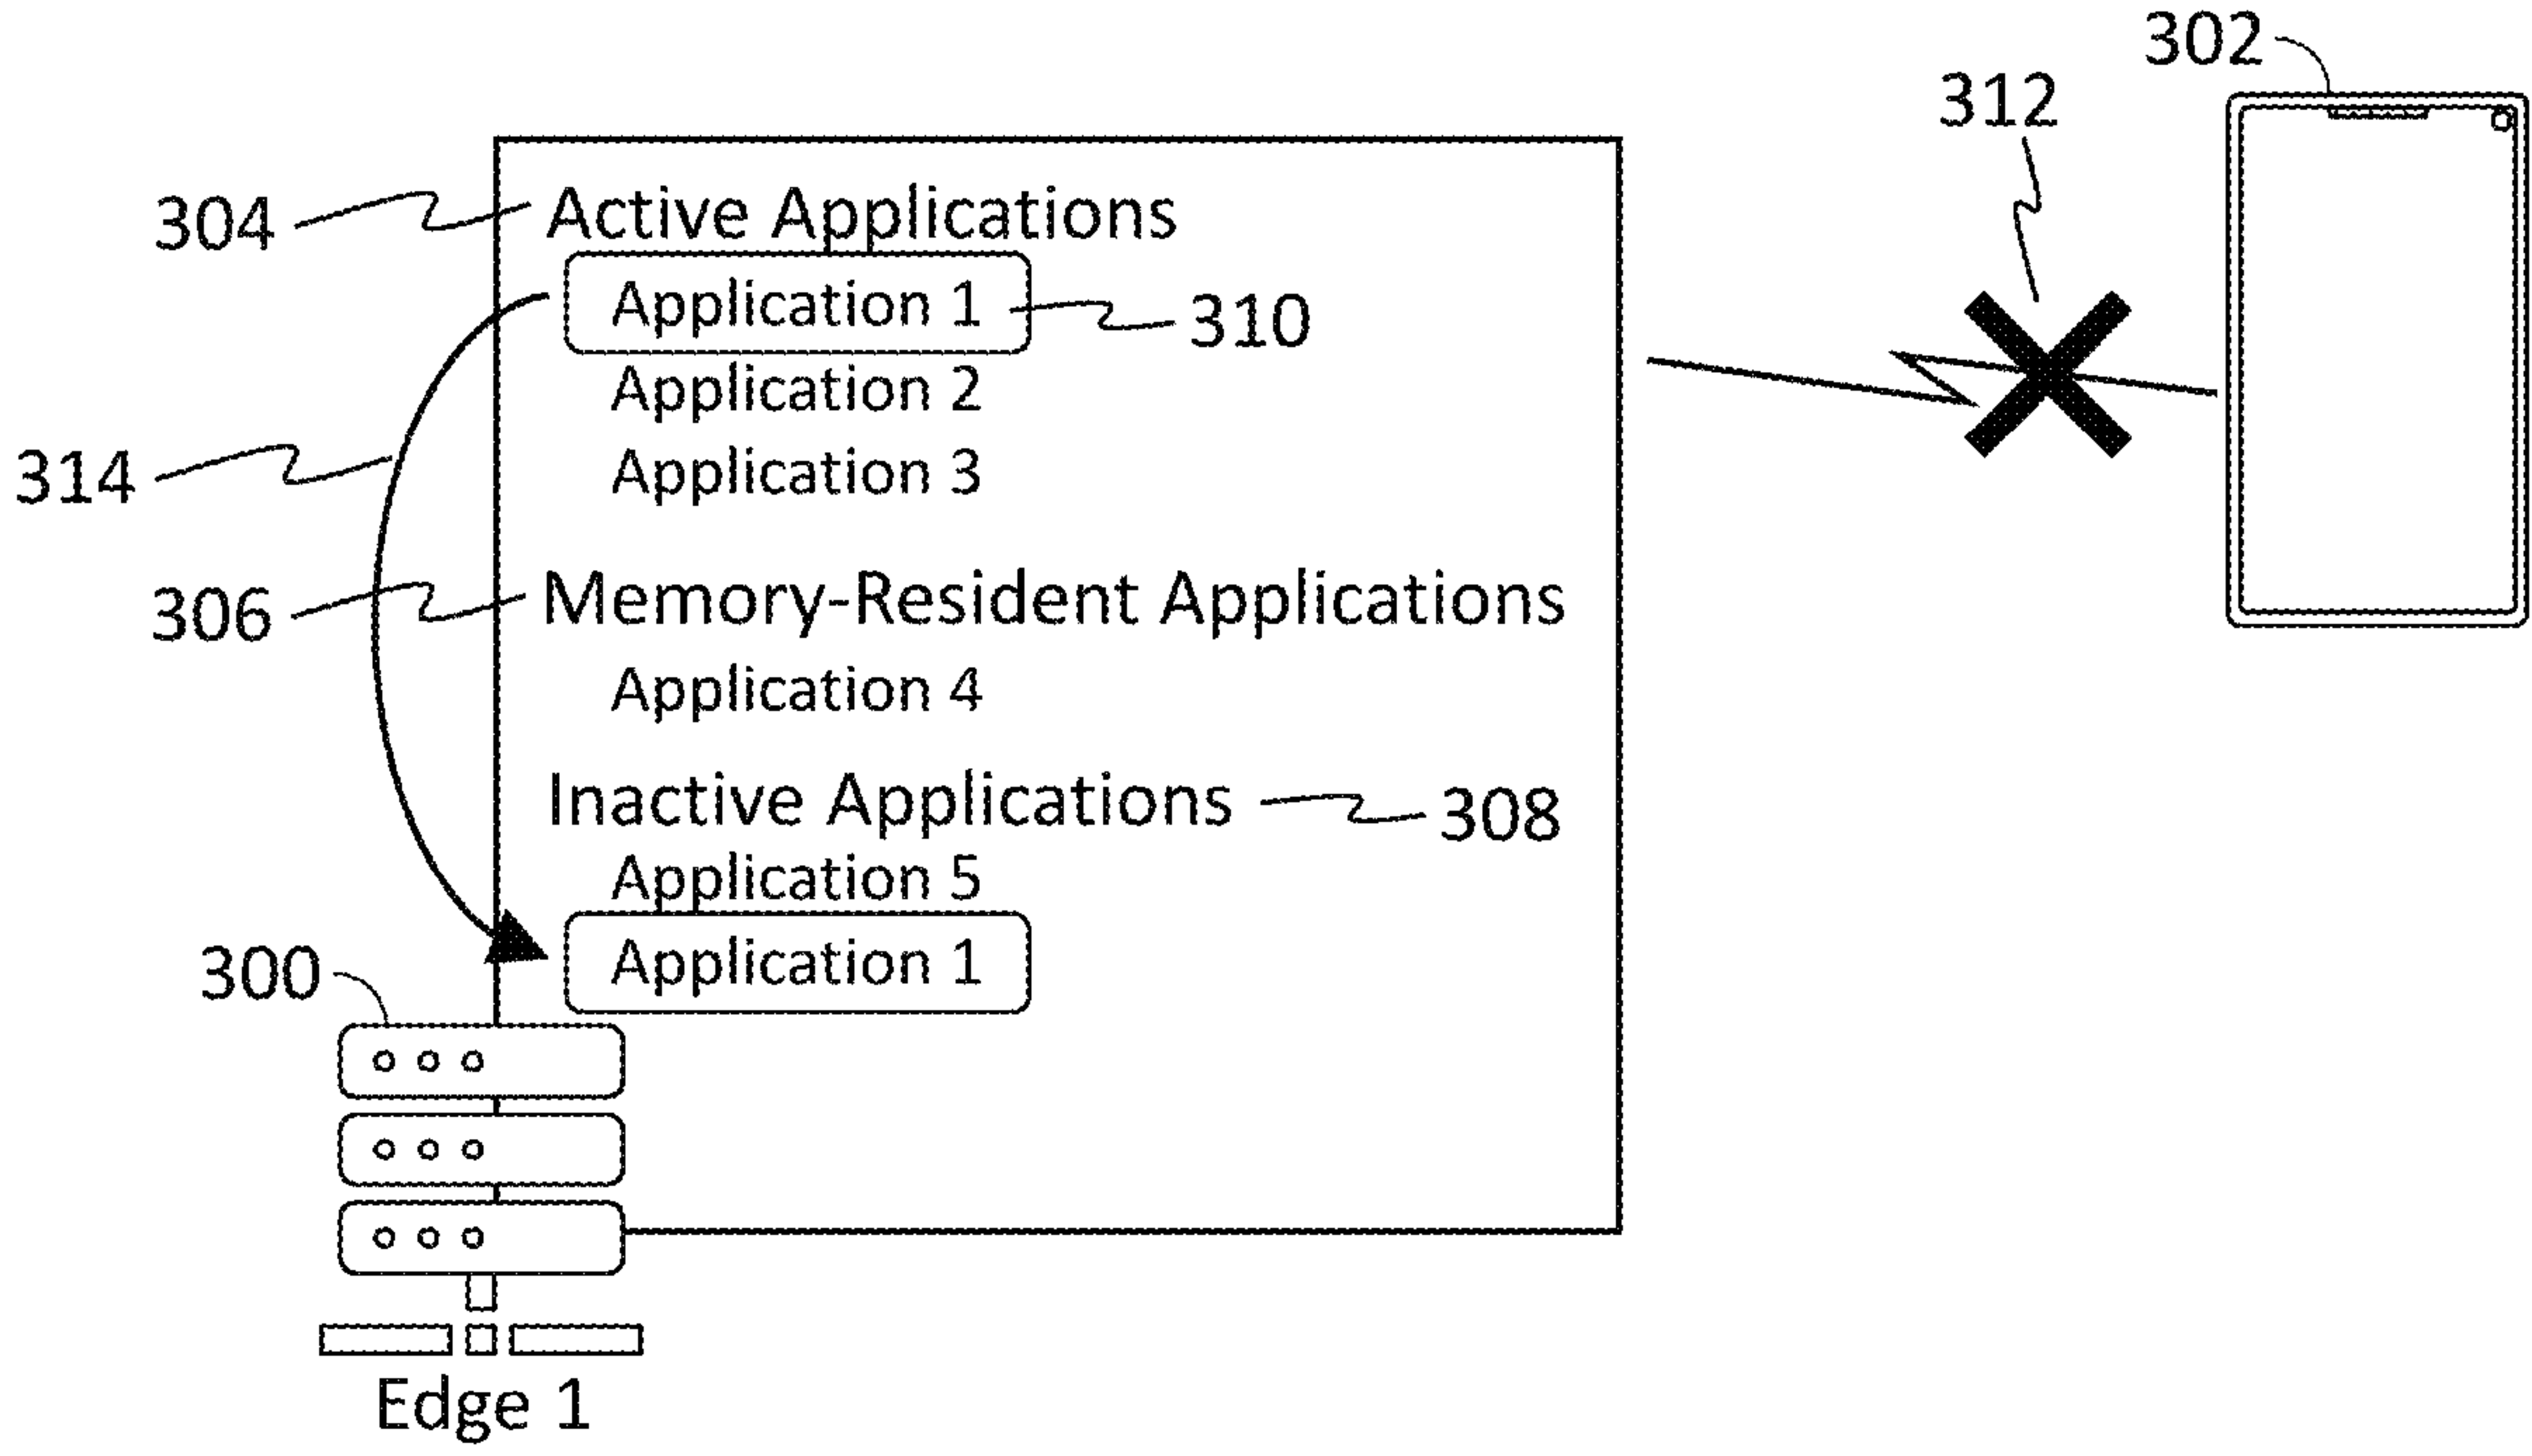 302
312
304
Active Applications
Application 1
310
Application 2
314
Application 3
306
Memory-Resident Applications
Application 4
Inactive Applications
308
Application 5
300
Application 1
Edge 1